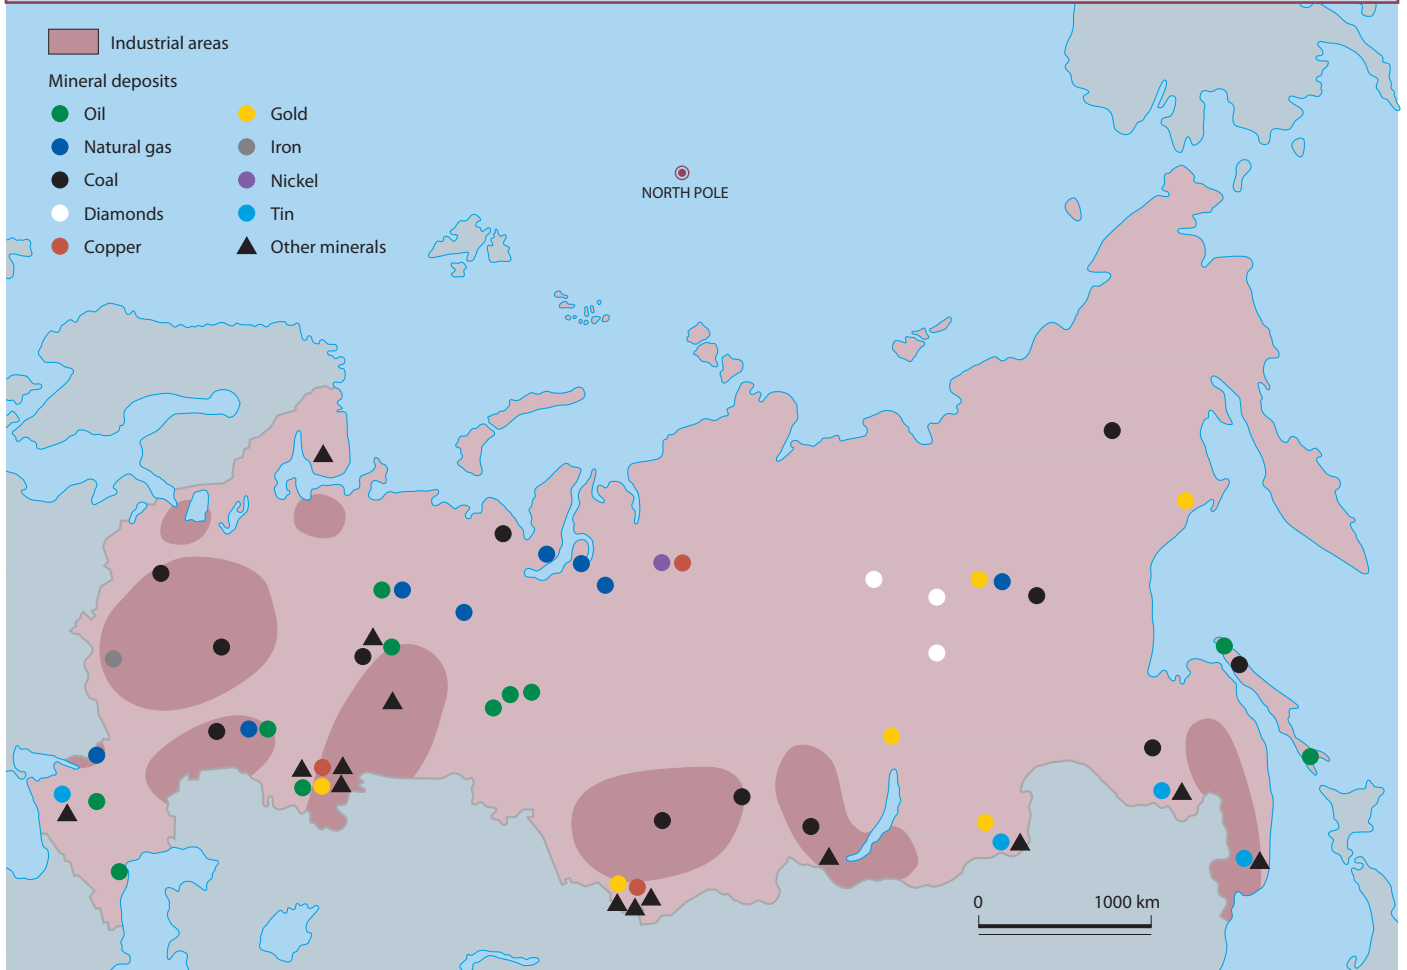 Industrial areas
Mineral deposits
Oil
Natural gas
Coal
Diamonds
Copper
Gold
Iron
Nickel
Tin
Other minerals
NORTH POLE
0 1000 km